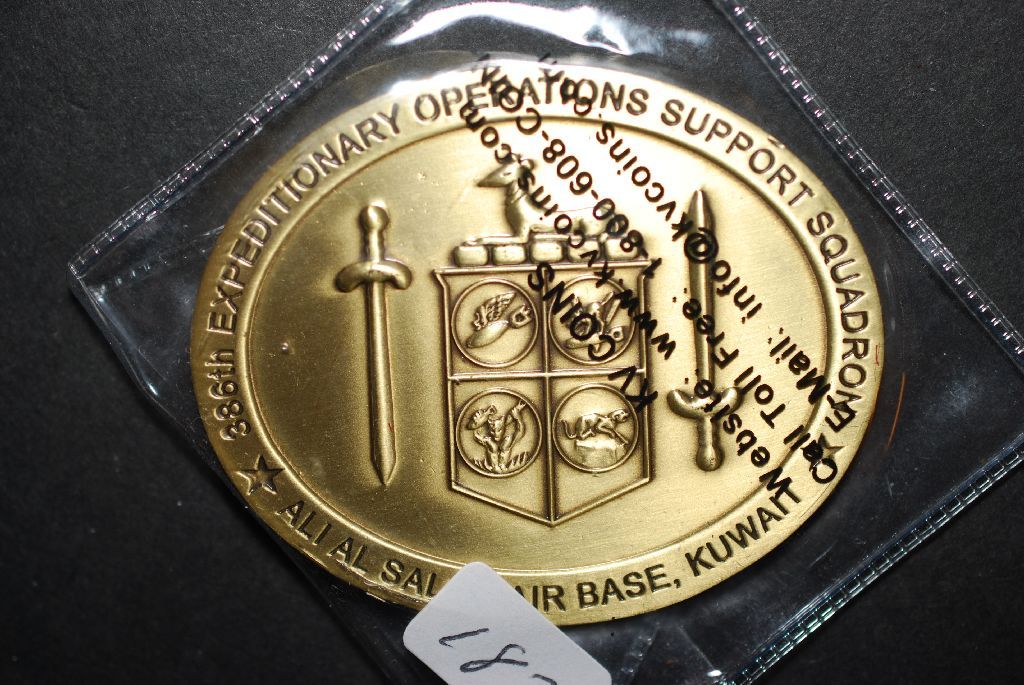 386th EXPEDITIONARY OPERATIONS SUPPORT SQUADRON
ALI AL SAL AIR BASE, KUWAIT
KV COINS
Website: www.kvcoins.com
Call Toll Free: 1 800-608-COIN
E Mail: info@kvcoins.com